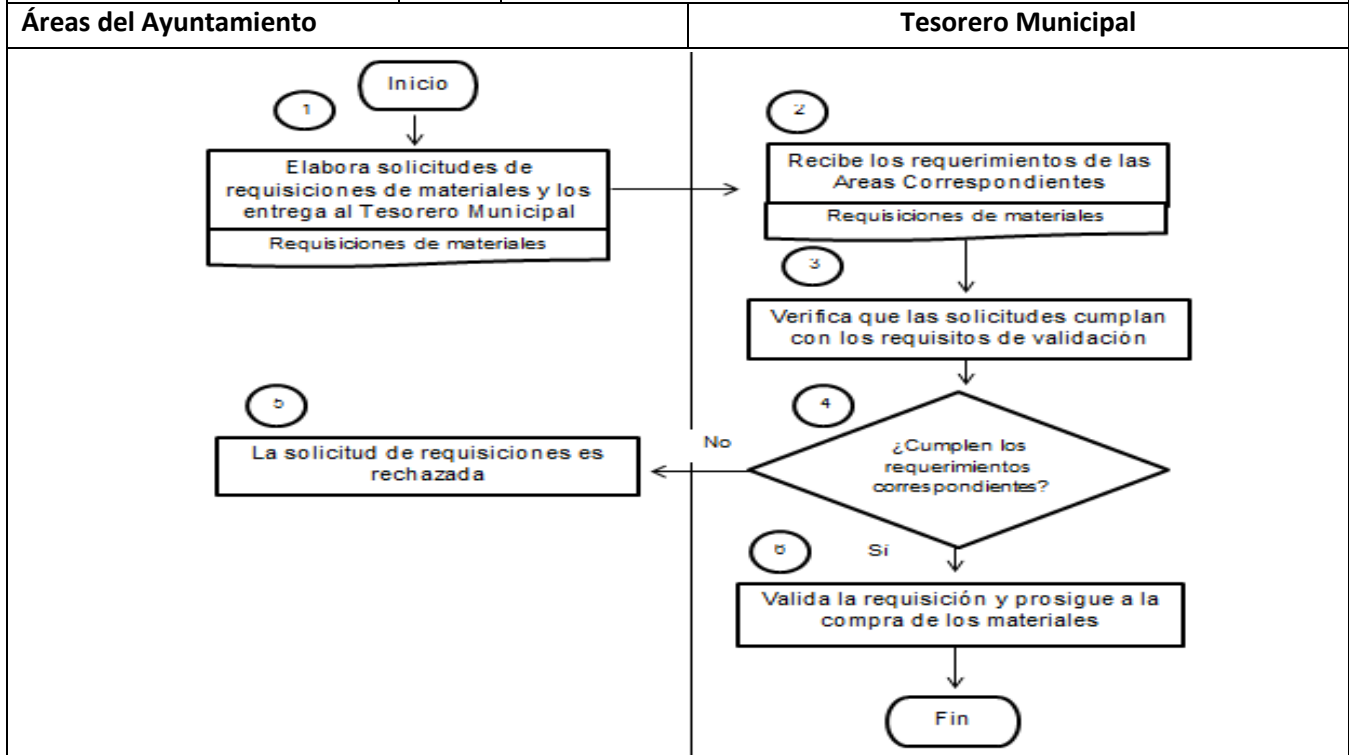 Áreas del Ayuntamiento
Tesorero Municipal
Inicio
1
Elabora solicitudes de
requisiciones de materiales y los
entrega al Tesorero Municipal
Requisiciones de materiales
2
Recibe los requerimientos de las
Areas Correspondientes
Requisiciones de materiales
3
Verifica que las solicitudes cumplan
con los requisitos de validación
4
¿Cumplen los
requerimientos
correspondientes?
No
5
La solicitud de requisiciones es
rechazada
Sí
6
Valida la requisición y prosigue a la
compra de los materiales
Fin